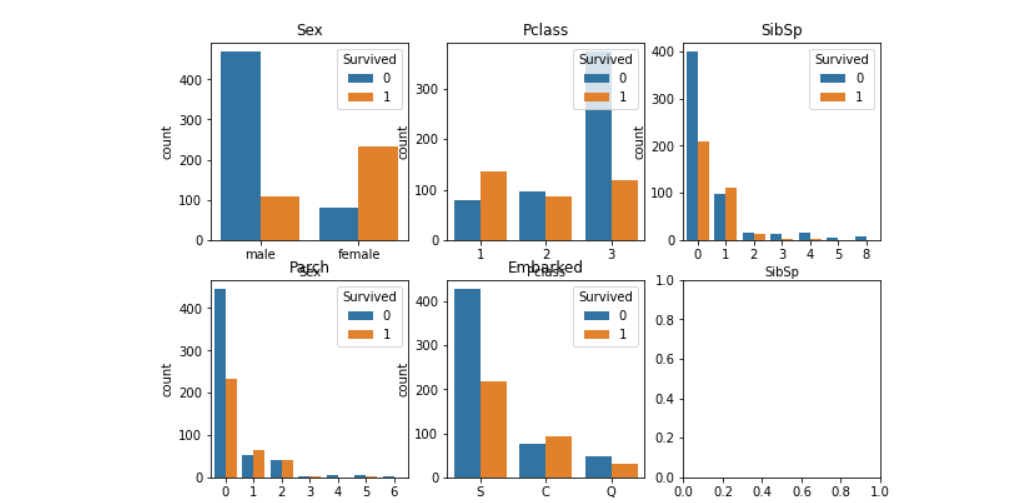 Sex
Pclass
SibSp
Survived
0
1
Survived
0
1
Survived
0
1
400
300
200
100
0
count
300
200
100
0
count
400
300
200
100
0
count
male female
1 2 3
0 1 2 3 4 5 8
Sex
Pclass
SibSp
Parch
Embarked
Survived
0
1
Survived
0
1
400
300
200
100
0
count
400
300
200
100
0
count
1.0
0.8
0.6
0.4
0.2
0.0
0 1 2 3 4 5 6
S C Q
0.0 0.2 0.4 0.6 0.8 1.0